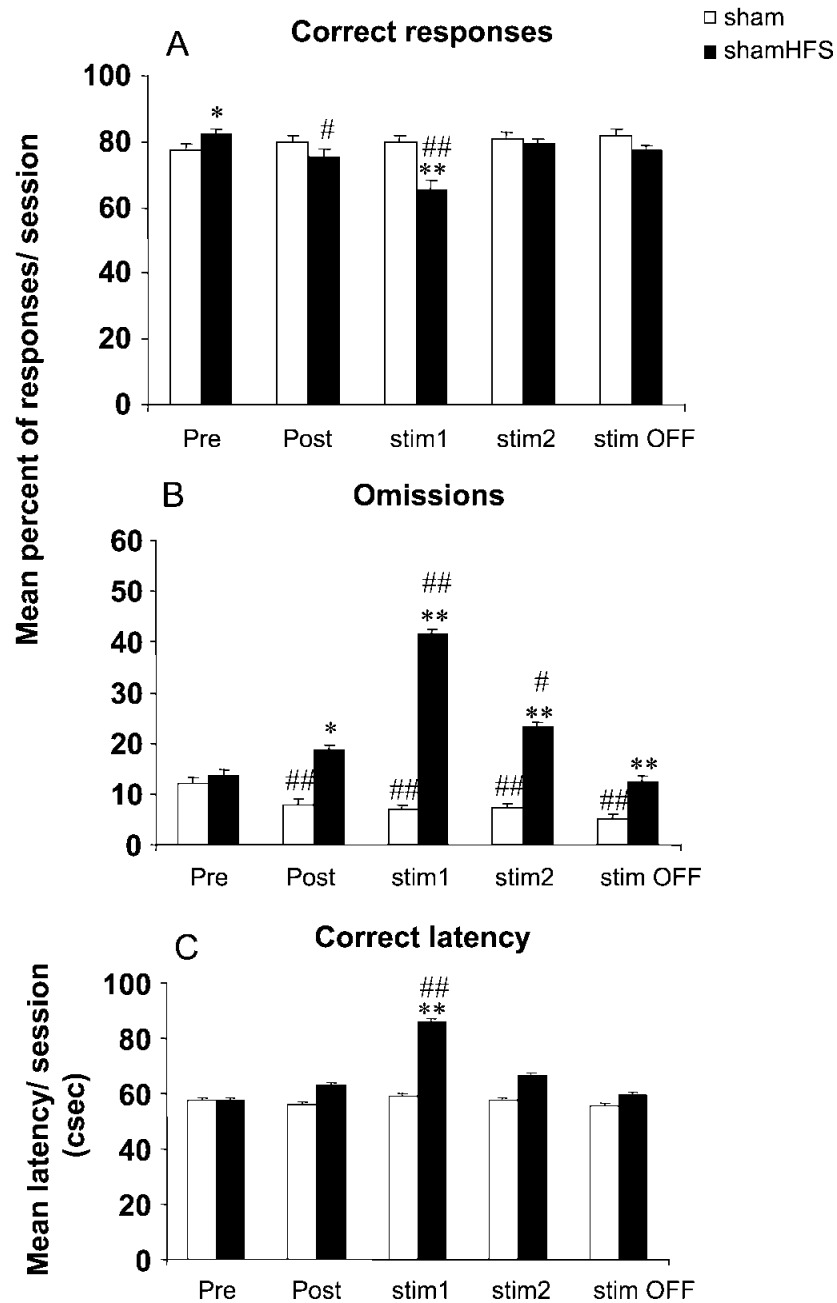 A
Correct responses
sham
shamHFS
Mean percent of responses/ session
100
80
60
40
20
0
*
#
##
**
Pre
Post
stim1
stim2
stim OFF
B
Omissions
60
50
40
30
20
10
0
##
*
##
##
**
##
#
**
##
**
Pre
Post
stim1
stim2
stim OFF
C
Correct latency
Mean latency/ session
(csec)
100
80
60
40
20
0
##
**
Pre
Post
stim1
stim2
stim OFF